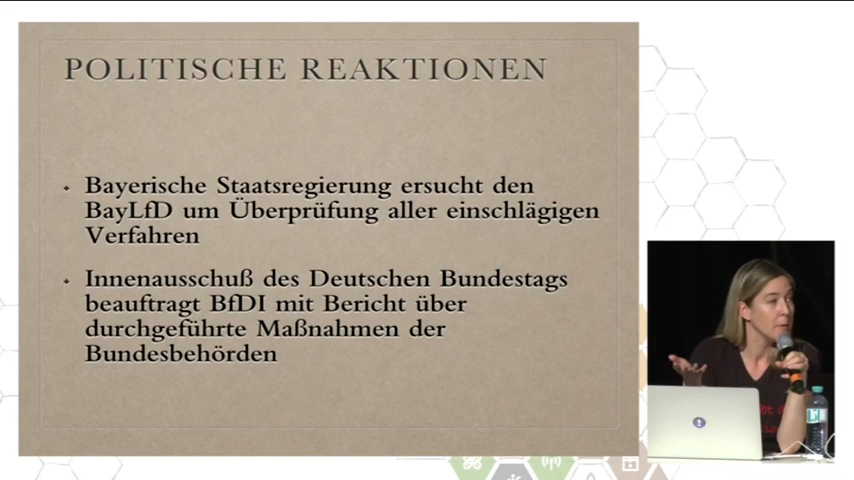 POLITISCHE REAKTIONEN
Bayerische Staatsregierung ersucht den
BayLfD um Überprüfung aller einschlägigen
Verfahren
Innenausschuß des Deutschen Bundestags
beauftragt BfDI mit Bericht über
durchgeführte Maßnahmen der
Bundesbehörden